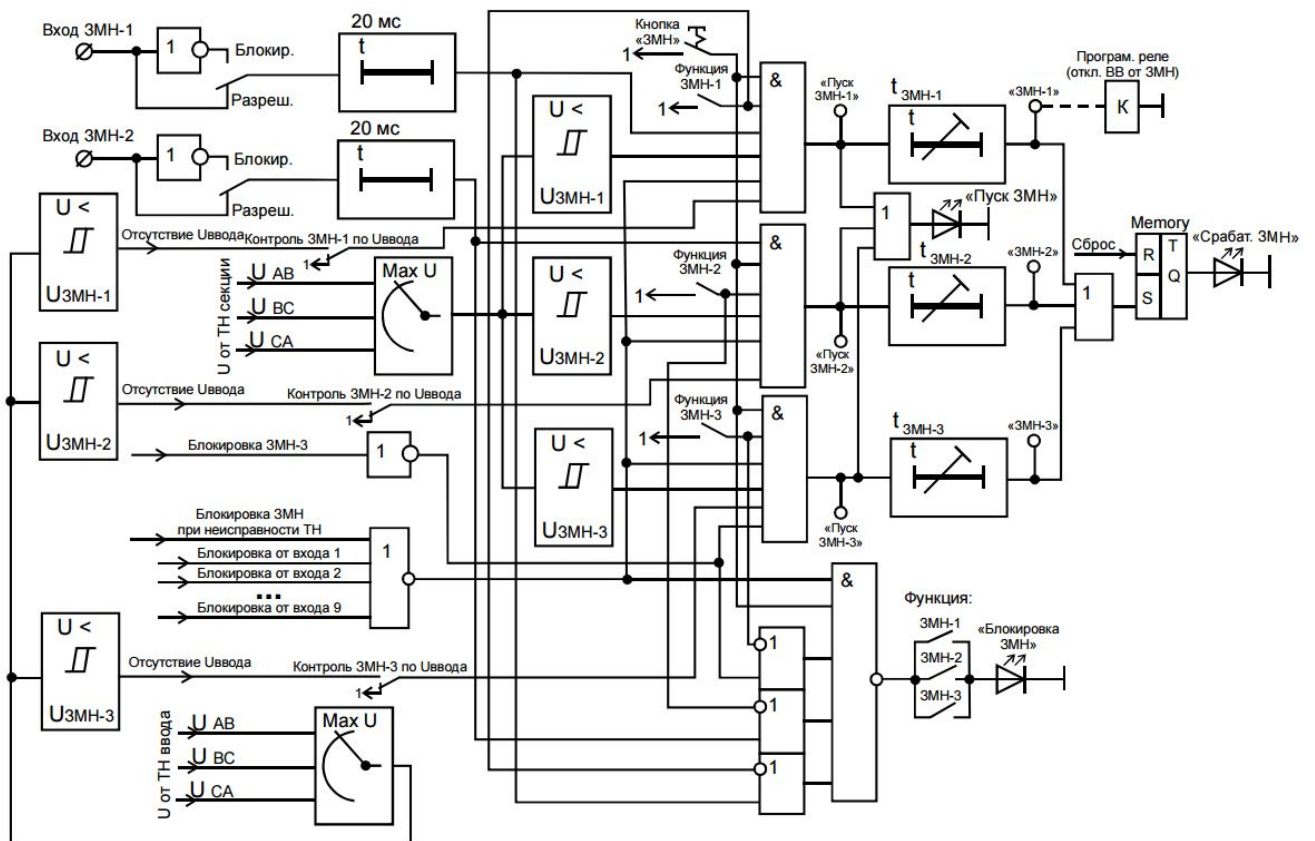 Вход ЗМН-1
1
Блокир.
Разреш.
20 мс
t
Кнопка
«ЗМН»
1
Функция
ЗМН-1
1
&
«Пуск
ЗМН-1»
t ЗМН-1
t
«ЗМН-1»
Програм. реле
(откл. ВВ от ЗМН)
К
Вход ЗМН-2
1
Блокир.
Разреш.
20 мс
t
U <
UЗМН-1
U <
UЗМН-1
Отсутствие Uввода
Контроль ЗМН-1 по Uввода
1
1
«Пуск ЗМН»
U от ТН секции
U AB
U BC
U CA
Max U
U <
UЗМН-2
Функция
ЗМН-2
1
&
«Пуск
ЗМН-2»
t ЗМН-2
t
«ЗМН-2»
1
Сброс
Memory
R
T
S
Q
«Срабат. ЗМН»
U <
UЗМН-2
Отсутствие Uввода
Контроль ЗМН-2 по Uввода
1
Блокировка ЗМН-3
1
U <
UЗМН-3
Функция
ЗМН-3
1
&
«Пуск
ЗМН-3»
t ЗМН-3
t
«ЗМН-3»
Блокировка ЗМН
при неисправности ТН
Блокировка от входа 1
Блокировка от входа 2
...
Блокировка от входа 9
1
&
U <
UЗМН-3
Отсутствие Uввода
Контроль ЗМН-3 по Uввода
1
1
1
1
Функция:
ЗМН-1
ЗМН-2
ЗМН-3
«Блокировка
ЗМН»
U от ТН ввода
U AB
U BC
U CA
Max U